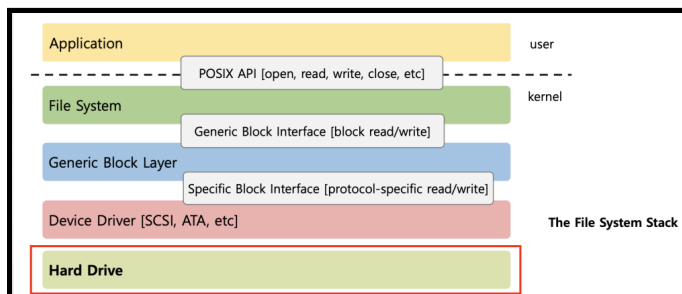 Application
user
POSIX API [open, read, write, close, etc]
kernel
File System
Generic Block Interface [block read/write]
Generic Block Layer
Specific Block Interface [protocol-specific read/write]
Device Driver [SCSI, ATA, etc]
The File System Stack
Hard Drive